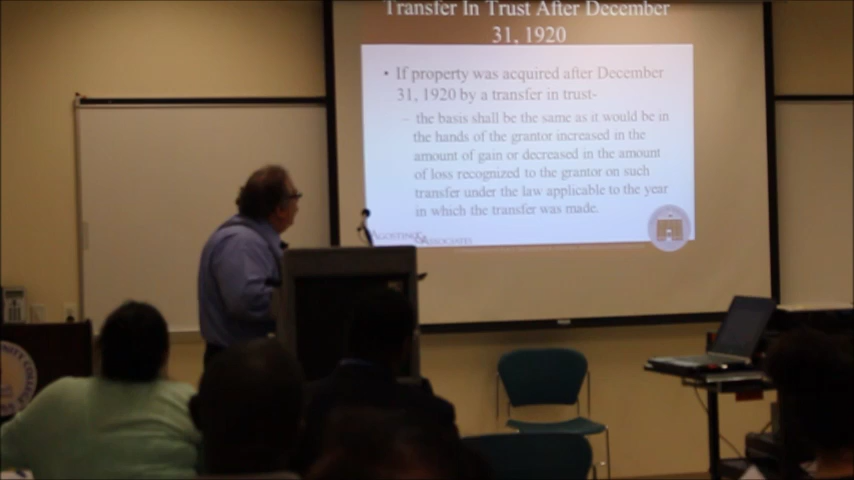 Transfer In Trust After December
31, 1920
• If property was acquired after December
31, 1920 by a transfer in trust-
– the basis shall be the same as it would be in
the hands of the grantor increased in the
amount of gain or decreased in the amount
of loss recognized to the grantor on such
transfer under the law applicable to the year
in which the transfer was made.
AGOSTINO &
ASSOCIATES